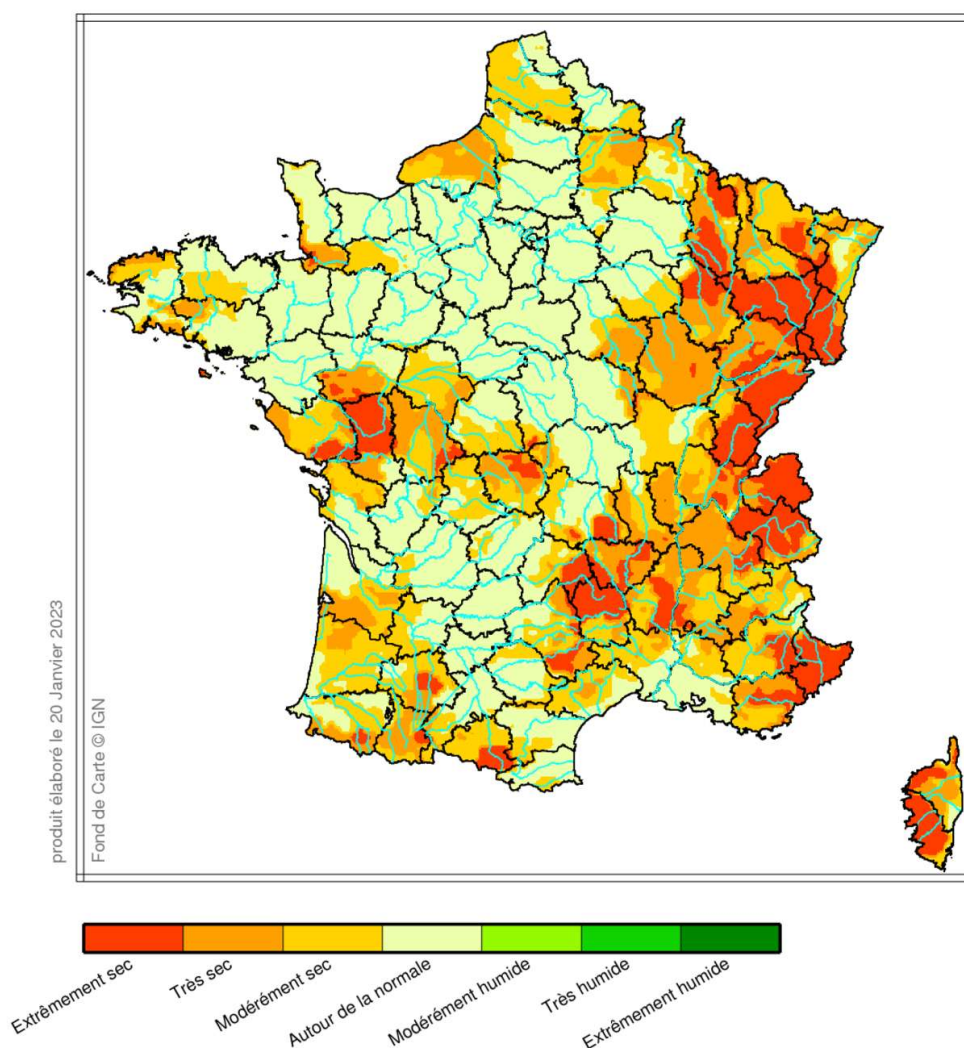 produit élaboré le 20 Janvier 2023
Fond de Carte © IGN
Extrêmement sec
Très sec
Modérément sec
Autour de la normale
Modérément humide
Très humide
Extrêmement humide